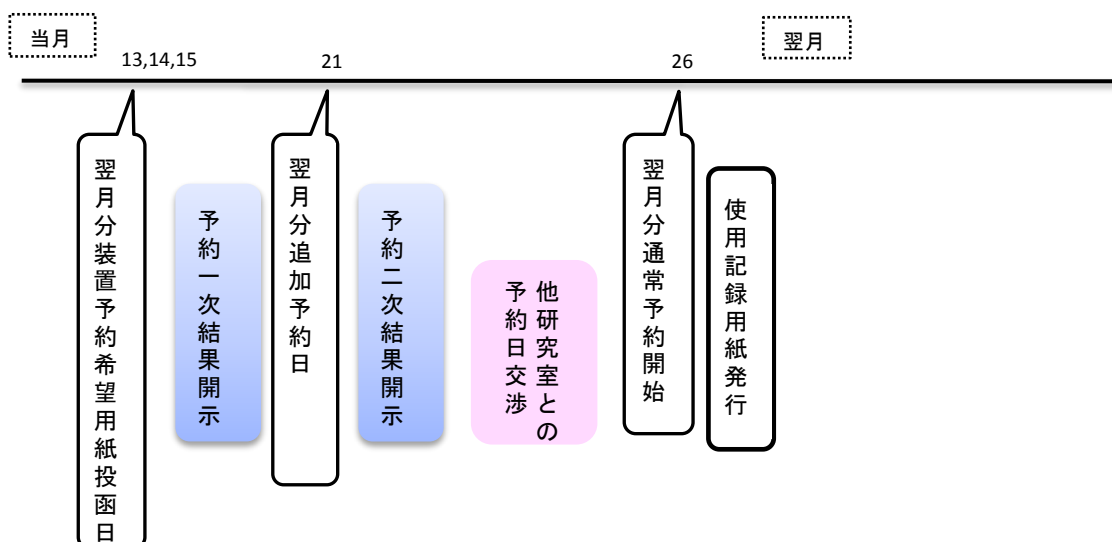 当月
翌月
13,14,15
21
26
翌月分装置予約希望用紙投函日
予約一次結果開示
翌月分追加予約日
予約二次結果開示
他研究室との
予約日交渉
翌月分通常予約開始
使用記録用紙発行